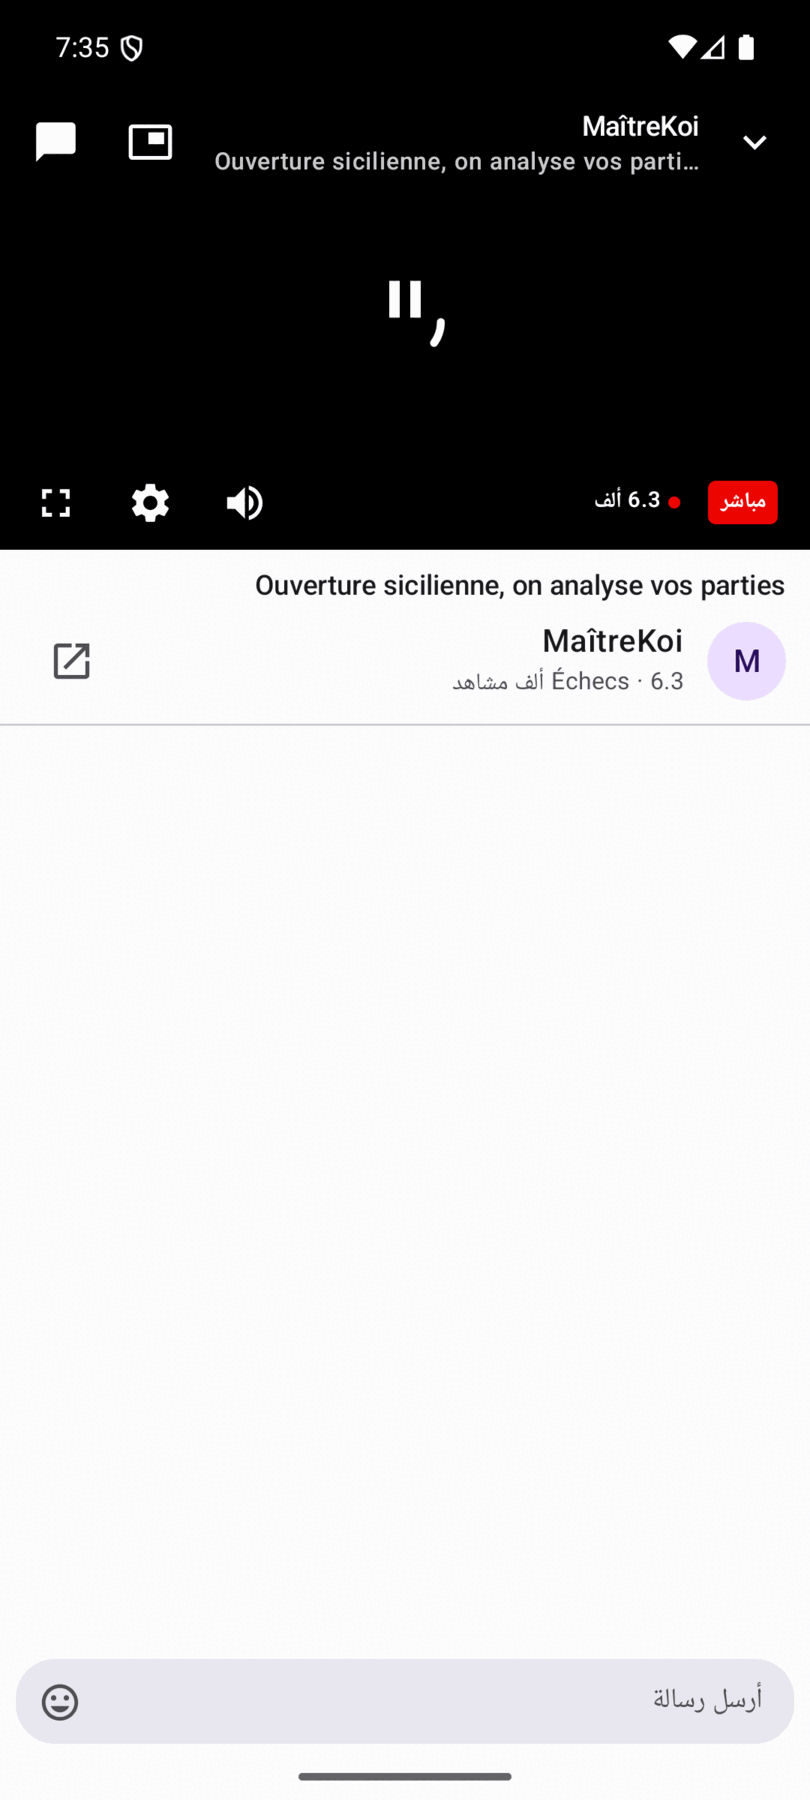 7:35
MaîtreKoi
Ouverture sicilienne, on analyse vos parti...
مباشر
6.3 ألف
Ouverture sicilienne, on analyse vos parties
MaîtreKoi
M
Échecs · 6.3 ألف مشاهد
أرسل رسالة